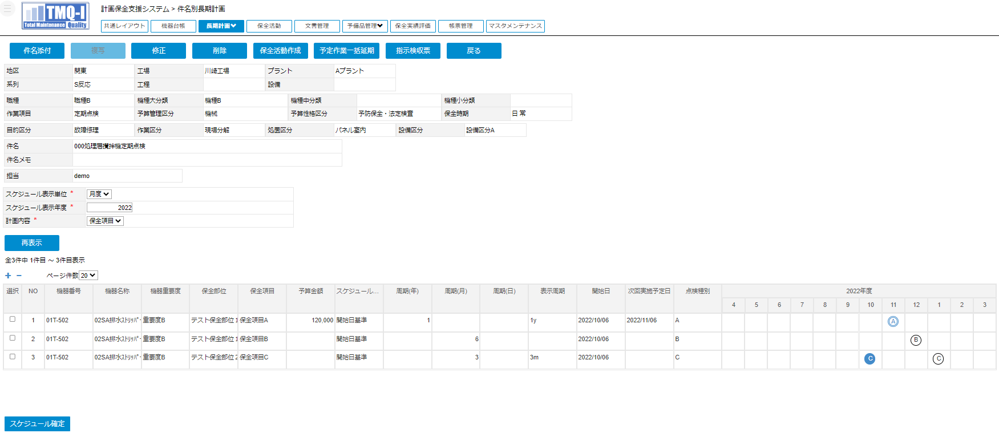 TMQ-I
Total Maintenance Quality
計画保全支援システム > 件名別長期計画
共通レイアウト 機器台帳 長期計画 保全活動 文書管理 予備品管理 保全実績評価 帳票管理 マスタメンテナンス
件名添付 複写 修正 削除 保全活動作成 予定作業一括延期 指示検収票 戻る
地区 関東 工場 川崎工場 プラント Aプラント
系列 S反応 工程 設備
職種 職種B 機種大分類 機種B 機種中分類 機種小分類
作業項目 定期点検 予算管理区分 機械 予算性格区分 予防保全・法定検査 保全時期 日常
目的区分 故障修理 作業区分 現場分解 処置区分 パネル室内 設備区分 設備区分A
件名 000処理層攪拌機定期点検
件名メモ
担当 demo
スケジュール表示単位 * 月度
スケジュール表示年度 * 2022
計画内容 * 保全項目
再表示
全3件中 1件目 ～ 3件目表示
+ − ページ件数 20
選択 NO 機器番号 機器名称 機器重要度 保全部位 保全項目 予算金額 スケジュール... 周期(年) 周期(月) 周期(日) 表示周期 開始日 次回実施予定日 点検種別 2022年度
4 5 6 7 8 9 10 11 12 1 2 3
1 01T-502 02SA排水ｽﾄﾘｯﾊﾟｰ 重要度B テスト保全部位1 保全項目A 120,000 開始日基準 1 1y 2022/10/06 2022/11/06 A A
2 01T-502 02SA排水ｽﾄﾘｯﾊﾟｰ 重要度B テスト保全部位1 保全項目B 開始日基準 6 2022/10/06 B B
3 01T-502 02SA排水ｽﾄﾘｯﾊﾟｰ 重要度B テスト保全部位2 保全項目C 開始日基準 3 3m 2022/10/06 C C C
スケジュール確定